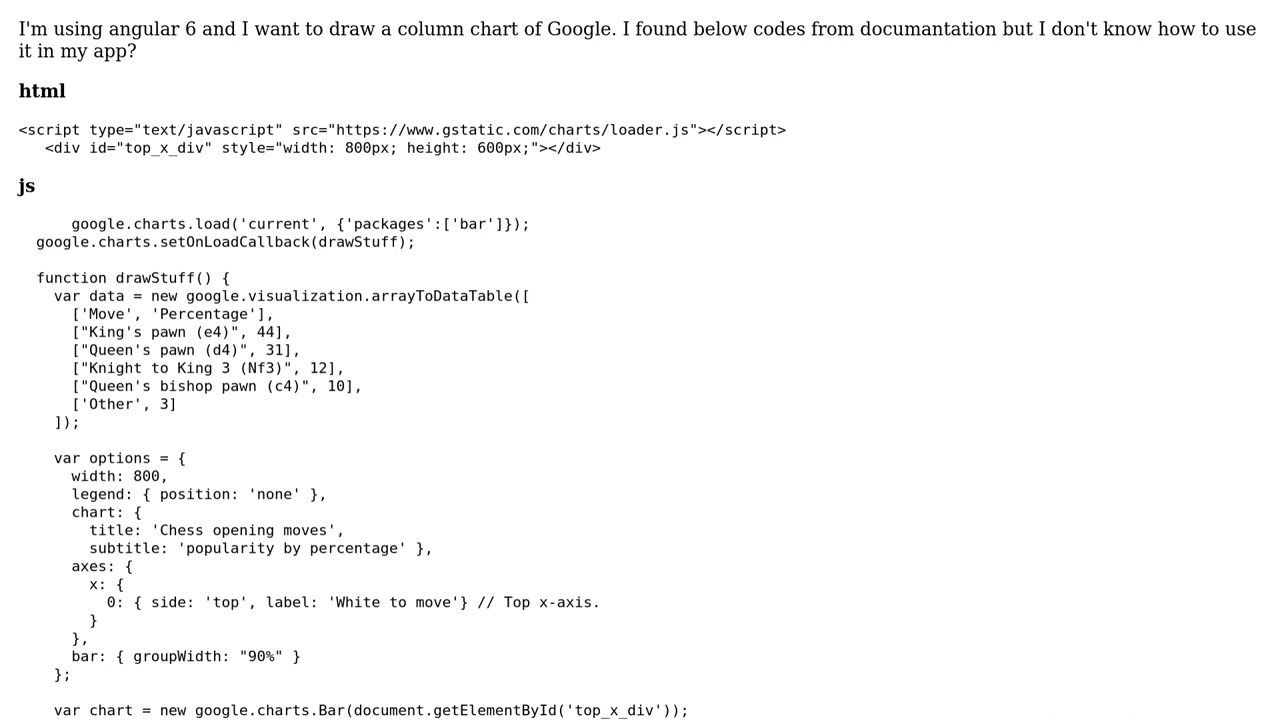 I'm using angular 6 and I want to draw a column chart of Google. I found below codes from documantation but I don't know how to use
it in my app?
html
<script type="text/javascript" src="https://www.gstatic.com/charts/loader.js"></script>
   <div id="top_x_div" style="width: 800px; height: 600px;"></div>
js
      google.charts.load('current', {'packages':['bar']});
  google.charts.setOnLoadCallback(drawStuff);
  function drawStuff() {
    var data = new google.visualization.arrayToDataTable([
      ['Move', 'Percentage'],
      ["King's pawn (e4)", 44],
      ["Queen's pawn (d4)", 31],
      ["Knight to King 3 (Nf3)", 12],
      ["Queen's bishop pawn (c4)", 10],
      ['Other', 3]
    ]);
    var options = {
      width: 800,
      legend: { position: 'none' },
      chart: {
        title: 'Chess opening moves',
        subtitle: 'popularity by percentage' },
      axes: {
        x: {
          0: { side: 'top', label: 'White to move'} // Top x-axis.
        }
      },
      bar: { groupWidth: "90%" }
    };
    var chart = new google.charts.Bar(document.getElementById('top_x_div'));